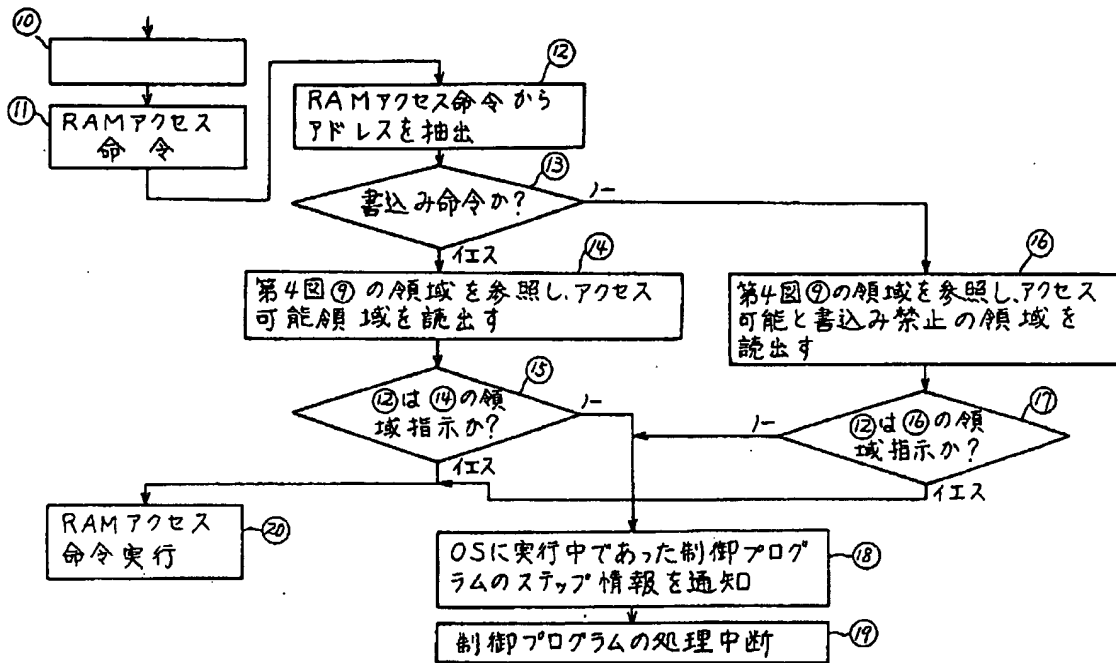 ⑩
⑪
RAMアクセス
命令
⑫
RAMアクセス命令から
アドレスを抽出
⑬
書込み命令か?
ノー
イエス
⑭
第4図⑨の領域を参照し、アクセス
可能領域を読出す
⑯
第4図⑨の領域を参照し、アクセス
可能と書込み禁止の領域を
読出す
⑮
⑫は⑭の領
域指示か?
ノー
イエス
⑰
⑫は⑯の領
域指示か?
ノー
イエス
RAMアクセス
命令実行
⑳
OSに実行中であった制御プログ
ラムのステップ情報を通知
⑱
制御プログラムの処理中断
⑲